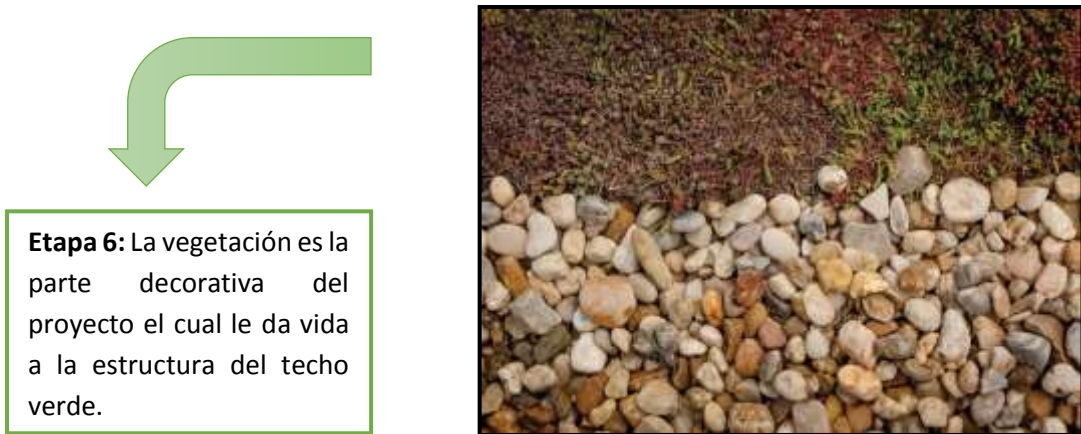 Etapa 6: La vegetación es la
parte decorativa del
proyecto el cual le da vida
a la estructura del techo
verde.